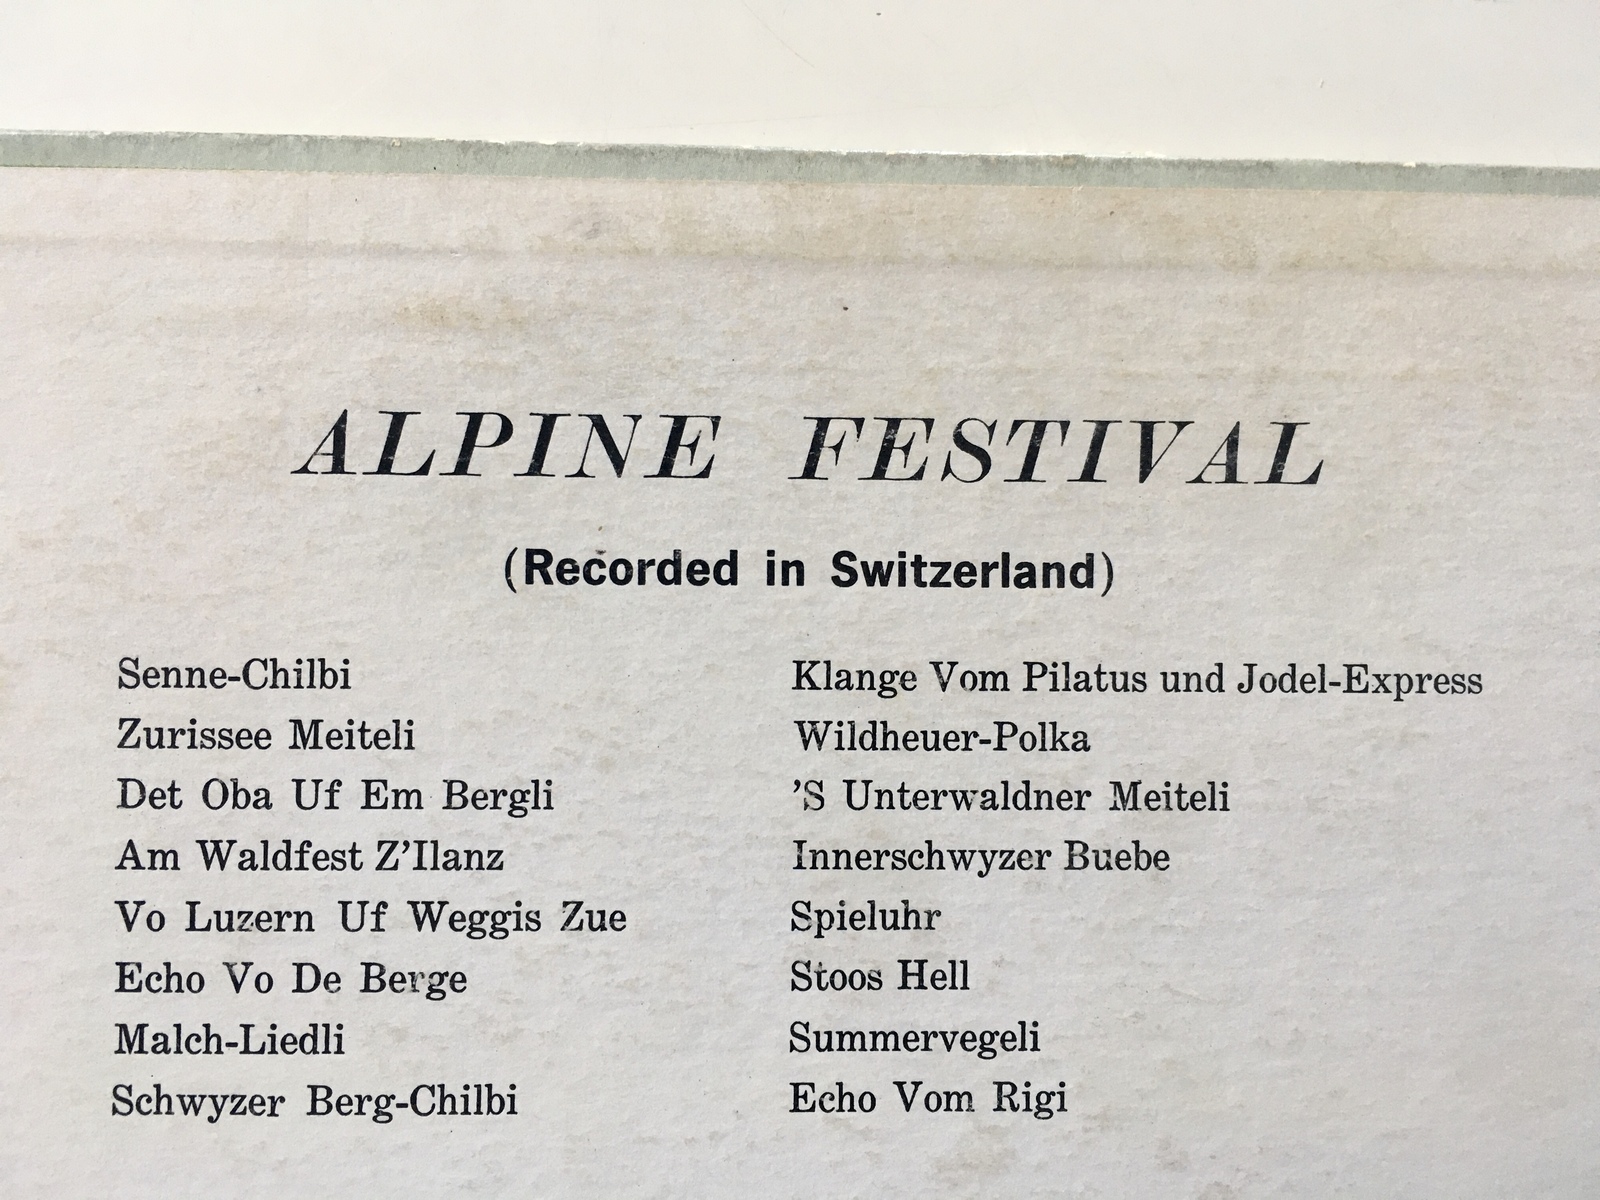 ALPINE FESTIVAL
(Recorded in Switzerland)
Senne-Chilbi
Zurissee Meiteli
Det Oba Uf Em Bergli
Am Waldfest Z'Ilanz
Vo Luzern Uf Weggis Zue
Echo Vo De Berge
Malch-Liedli
Schwyzer Berg-Chilbi
Klange Vom Pilatus und Jodel-Express
Wildheuer-Polka
'S Unterwaldner Meiteli
Innerschwyzer Buebe
Spieluhr
Stoos Hell
Summervegeli
Echo Vom Rigi